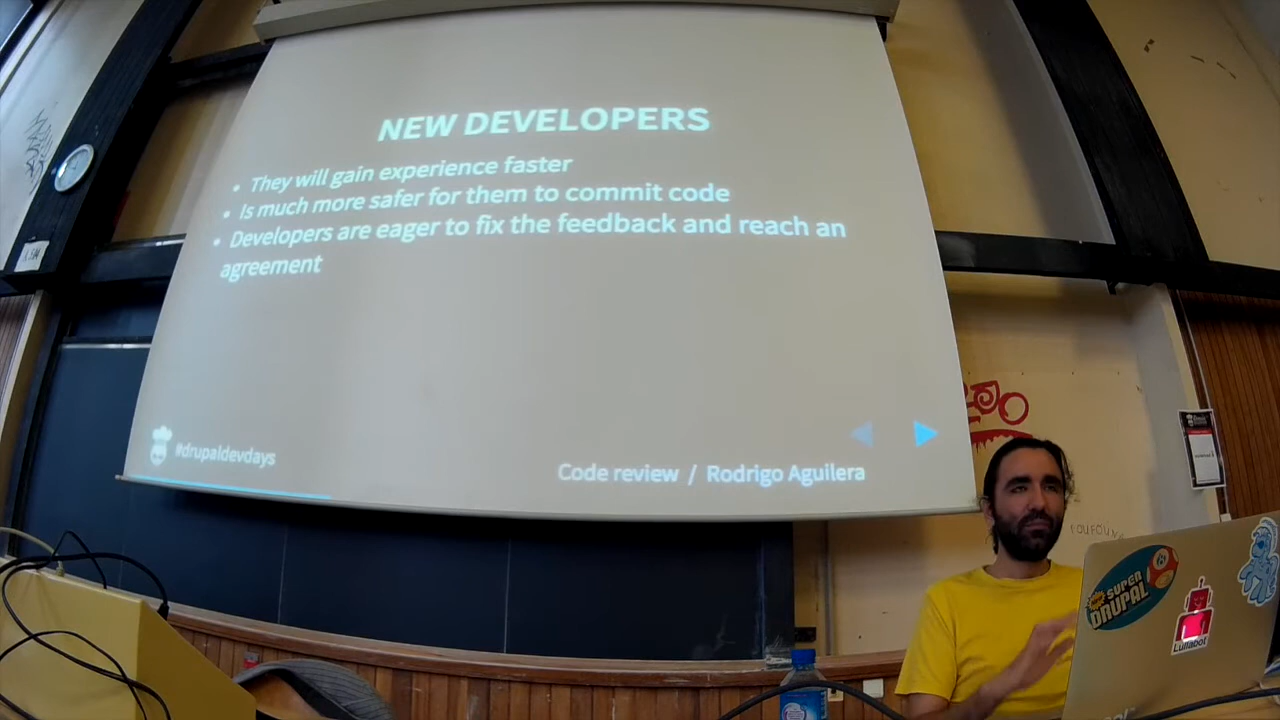 NEW DEVELOPERS
• They will gain experience faster
• Is much more safer for them to commit code
• Developers are eager to fix the feedback and reach an
agreement
#drupaldevdays
Code review / Rodrigo Aguilera
SUPER
DRUPAL
Lullabot